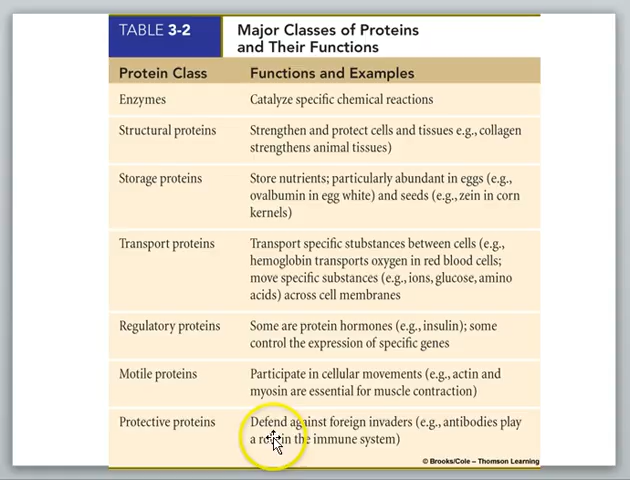 TABLE 3-2
Major Classes of Proteins
and Their Functions
Protein Class
Functions and Examples
Enzymes
Catalyze specific chemical reactions
Structural proteins
Strengthen and protect cells and tissues e.g., collagen
strengthens animal tissues)
Storage proteins
Store nutrients; particularly abundant in eggs (e.g.,
ovalbumin in egg white) and seeds (e.g., zein in corn
kernels)
Transport proteins
Transport specific stubstances between cells (e.g.,
hemoglobin transports oxygen in red blood cells;
move specific substances (e.g., ions, glucose, amino
acids) across cell membranes
Regulatory proteins
Some are protein hormones (e.g., insulin); some
control the expression of specific genes
Motile proteins
Participate in cellular movements (e.g., actin and
myosin are essential for muscle contraction)
Protective proteins
Defend against foreign invaders (e.g., antibodies play
a role in the immune system)
© Brooks/Cole – Thomson Learning